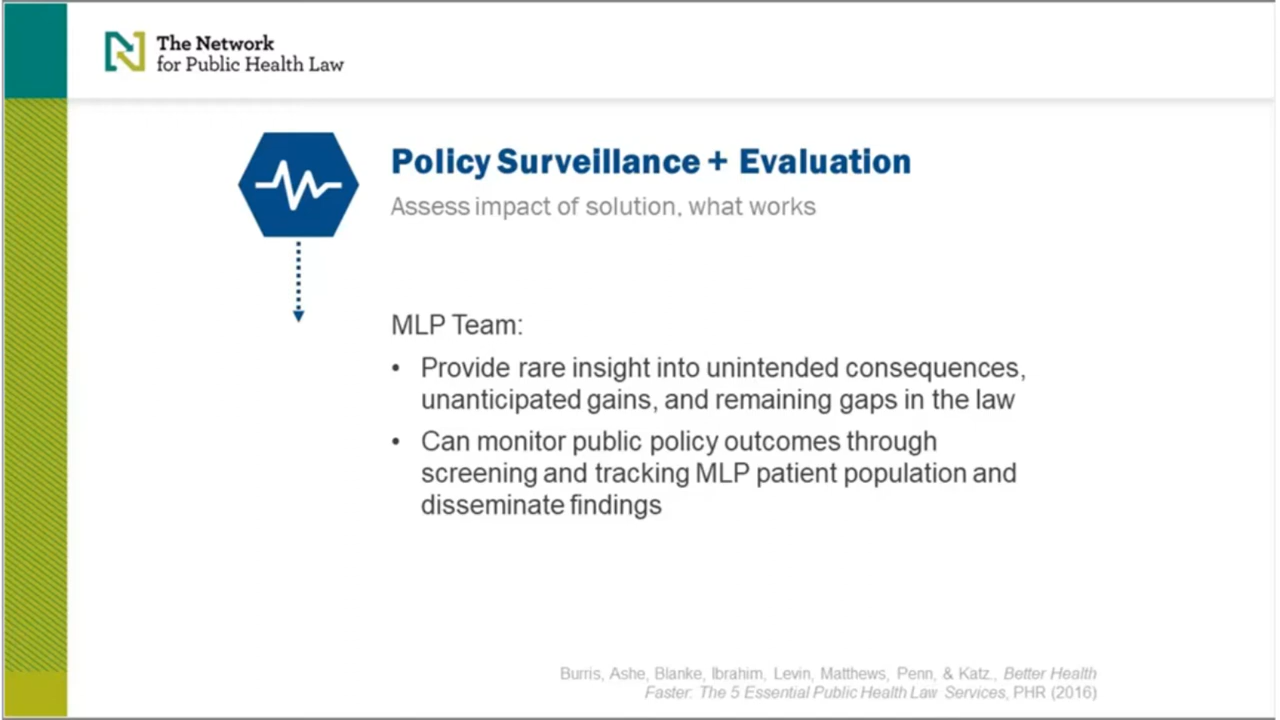 The Network
for Public Health Law
Policy Surveillance + Evaluation
Assess impact of solution, what works
MLP Team:
• Provide rare insight into unintended consequences,
unanticipated gains, and remaining gaps in the law
• Can monitor public policy outcomes through
screening and tracking MLP patient population and
disseminate findings
Burris, Ashe, Blanke, Ibrahim, Levin, Matthews, Penn, & Katz., Better Health
Faster: The 5 Essential Public Health Law Services, PHR (2016)